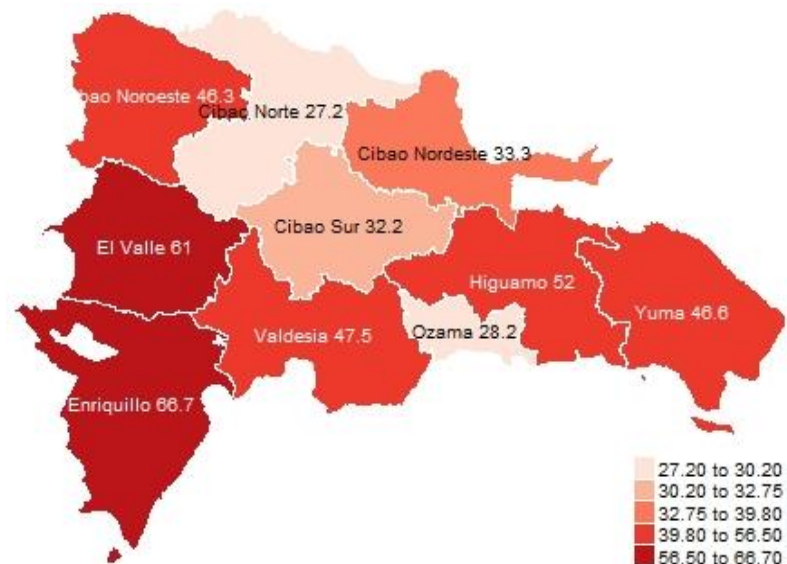 bao Noroeste 46.3
Cibao Norte 27.2
Cibao Nordeste 33.3
Cibao Sur 32.2
El Valle 61
Higuamo 52
Yuma 46.6
Valdesia 47.5
Ozama 28.2
Enriquillo 66.7
27.20 to 30.20
30.20 to 32.75
32.75 to 39.80
39.80 to 56.50
56.50 to 66.70